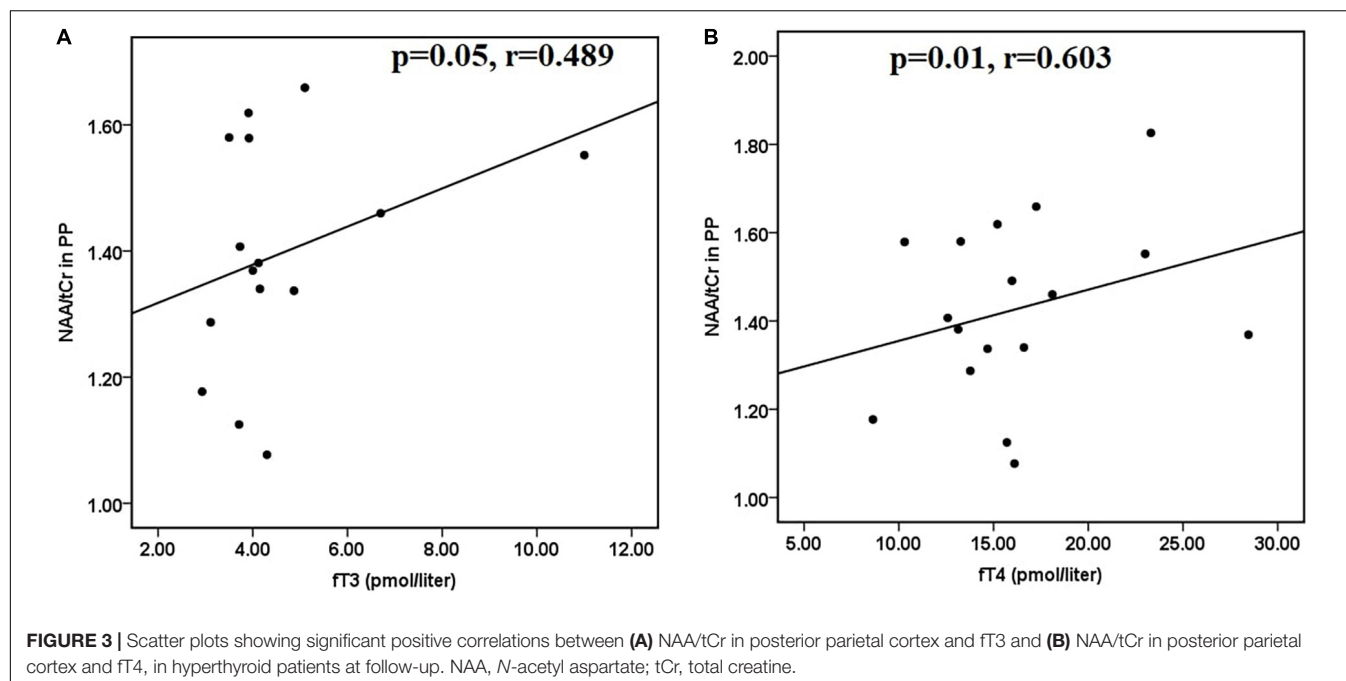 A
p=0.05, r=0.489
1.60
1.40
1.20
1.00
NAA/tCr in PP
2.00 4.00 6.00 8.00 10.00 12.00
fT3 (pmol/liter)
B
p=0.01, r=0.603
2.00
1.80
1.60
1.40
1.20
1.00
NAA/tCr in PP
5.00 10.00 15.00 20.00 25.00 30.00
fT4 (pmol/liter)
FIGURE 3 | Scatter plots showing significant positive correlations between (A) NAA/tCr in posterior parietal cortex and fT3 and (B) NAA/tCr in posterior parietal
cortex and fT4, in hyperthyroid patients at follow-up. NAA, N-acetyl aspartate; tCr, total creatine.